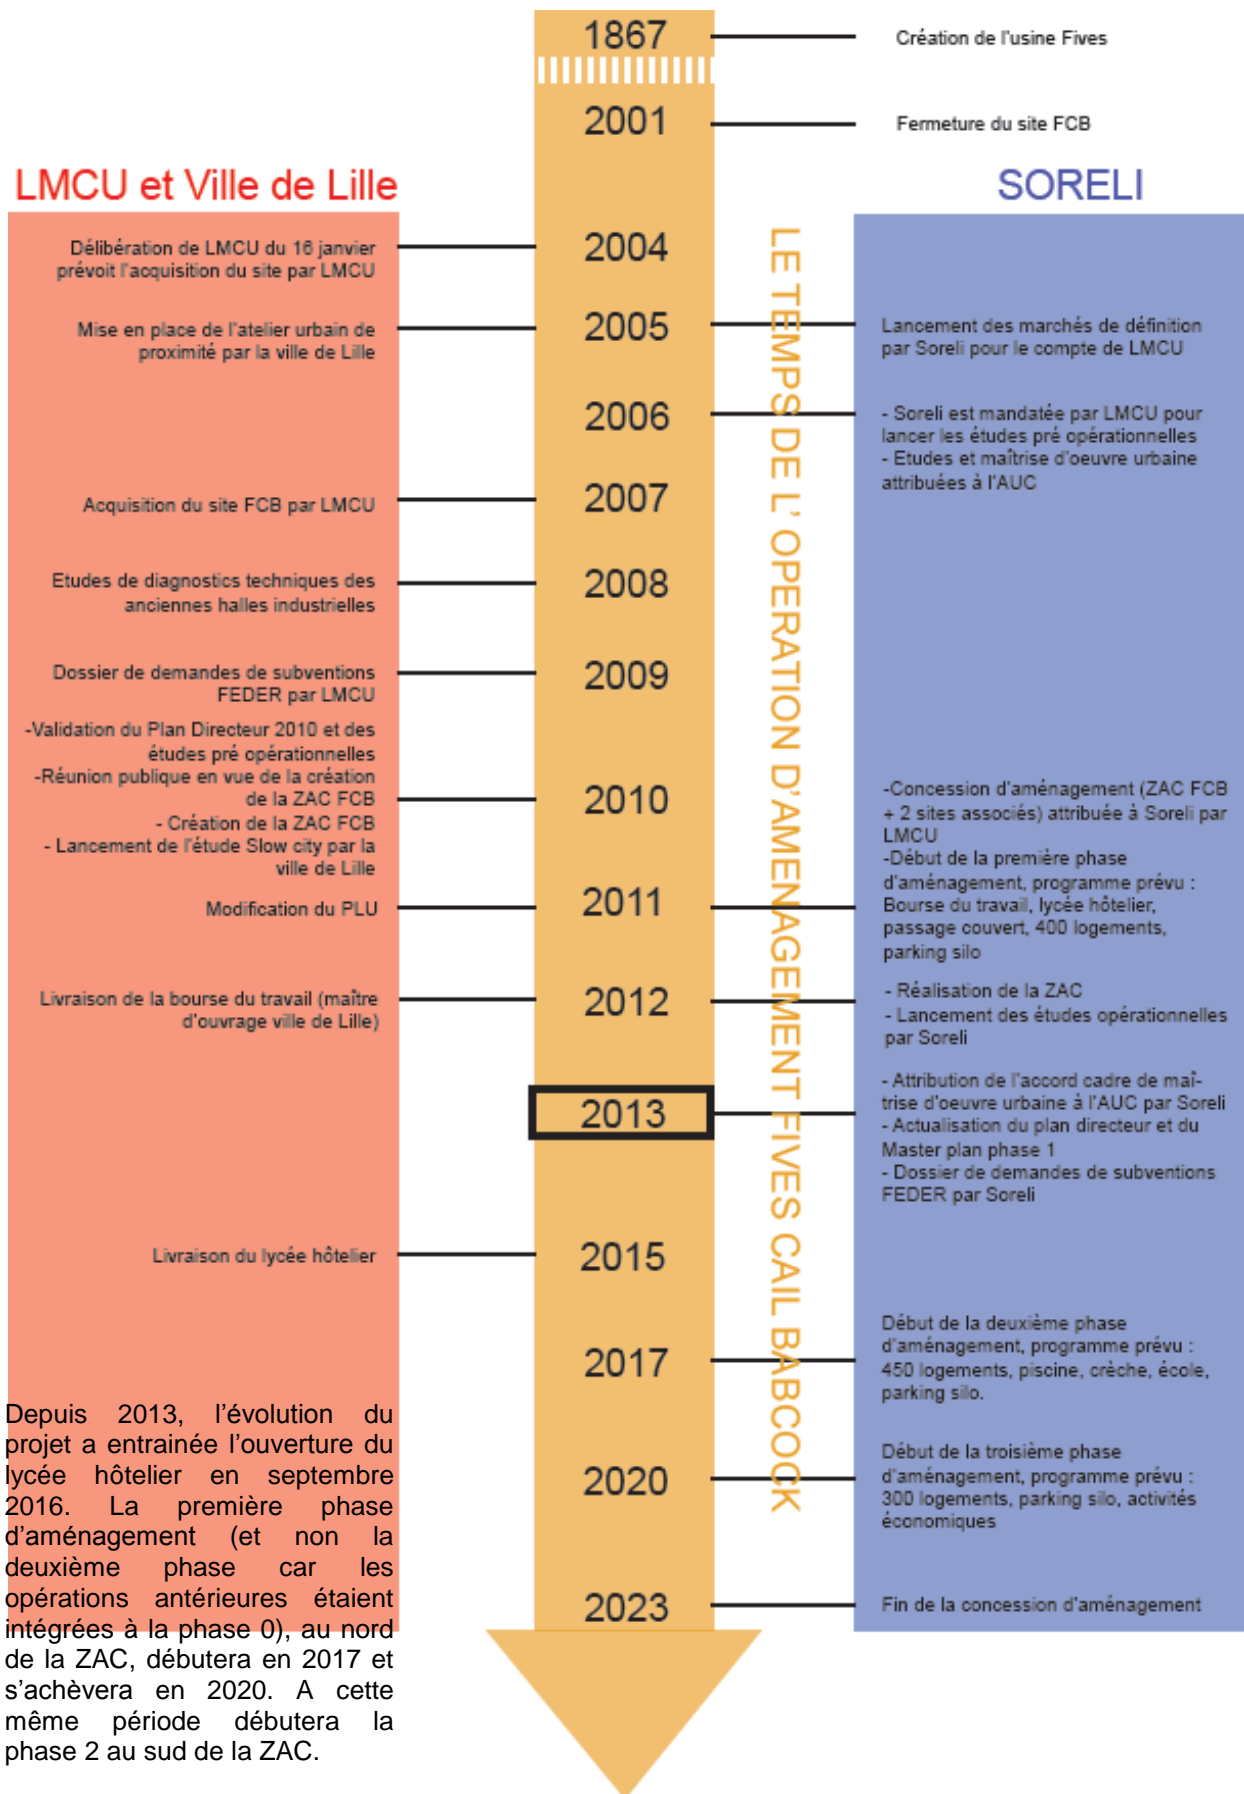 1867
Création de l'usine Fives
2001
Fermeture du site FCB
LMCU et Ville de Lille
SORELI
LE TEMPS DE L' OPERATION D'AMENAGEMENT FIVES CAIL BABCOCK
Délibération de LMCU du 16 janvier
prévoit l'acquisition du site par LMCU
2004
Mise en place de l'atelier urbain de
proximité par la ville de Lille
2005
Lancement des marchés de définition
par Soreli pour le compte de LMCU
2006
- Soreli est mandatée par LMCU pour
lancer les études pré opérationnelles
- Etudes et maîtrise d'oeuvre urbaine
attribuées à l'AUC
Acquisition du site FCB par LMCU
2007
Etudes de diagnostics techniques des
anciennes halles industrielles
2008
Dossier de demandes de subventions
FEDER par LMCU
2009
-Validation du Plan Directeur 2010 et des
études pré opérationnelles
-Réunion publique en vue de la création
de la ZAC FCB
- Création de la ZAC FCB
- Lancement de l'étude Slow city par la
ville de Lille
2010
-Concession d'aménagement (ZAC FCB
+ 2 sites associés) attribuée à Soreli par
LMCU
-Début de la première phase
d'aménagement, programme prévu :
Bourse du travail, lycée hôtelier,
passage couvert, 400 logements,
parking silo
Modification du PLU
2011
Livraison de la bourse du travail (maître
d'ouvrage ville de Lille)
2012
- Réalisation de la ZAC
- Lancement des études opérationnelles
par Soreli
2013
- Attribution de l'accord cadre de maî-
trise d'oeuvre urbaine à l'AUC par Soreli
- Actualisation du plan directeur et du
Master plan phase 1
- Dossier de demandes de subventions
FEDER par Soreli
Livraison du lycée hôtelier
2015
2017
Début de la deuxième phase
d'aménagement, programme prévu :
450 logements, piscine, crèche, école,
parking silo.
2020
Début de la troisième phase
d'aménagement, programme prévu :
300 logements, parking silo, activités
économiques
2023
Fin de la concession d'aménagement
Depuis 2013, l'évolution du
projet a entrainée l'ouverture du
lycée hôtelier en septembre
2016. La première phase
d'aménagement (et non la
deuxième phase car les
opérations antérieures étaient
intégrées à la phase 0), au nord
de la ZAC, débutera en 2017 et
s'achèvera en 2020. A cette
même période débutera la
phase 2 au sud de la ZAC.